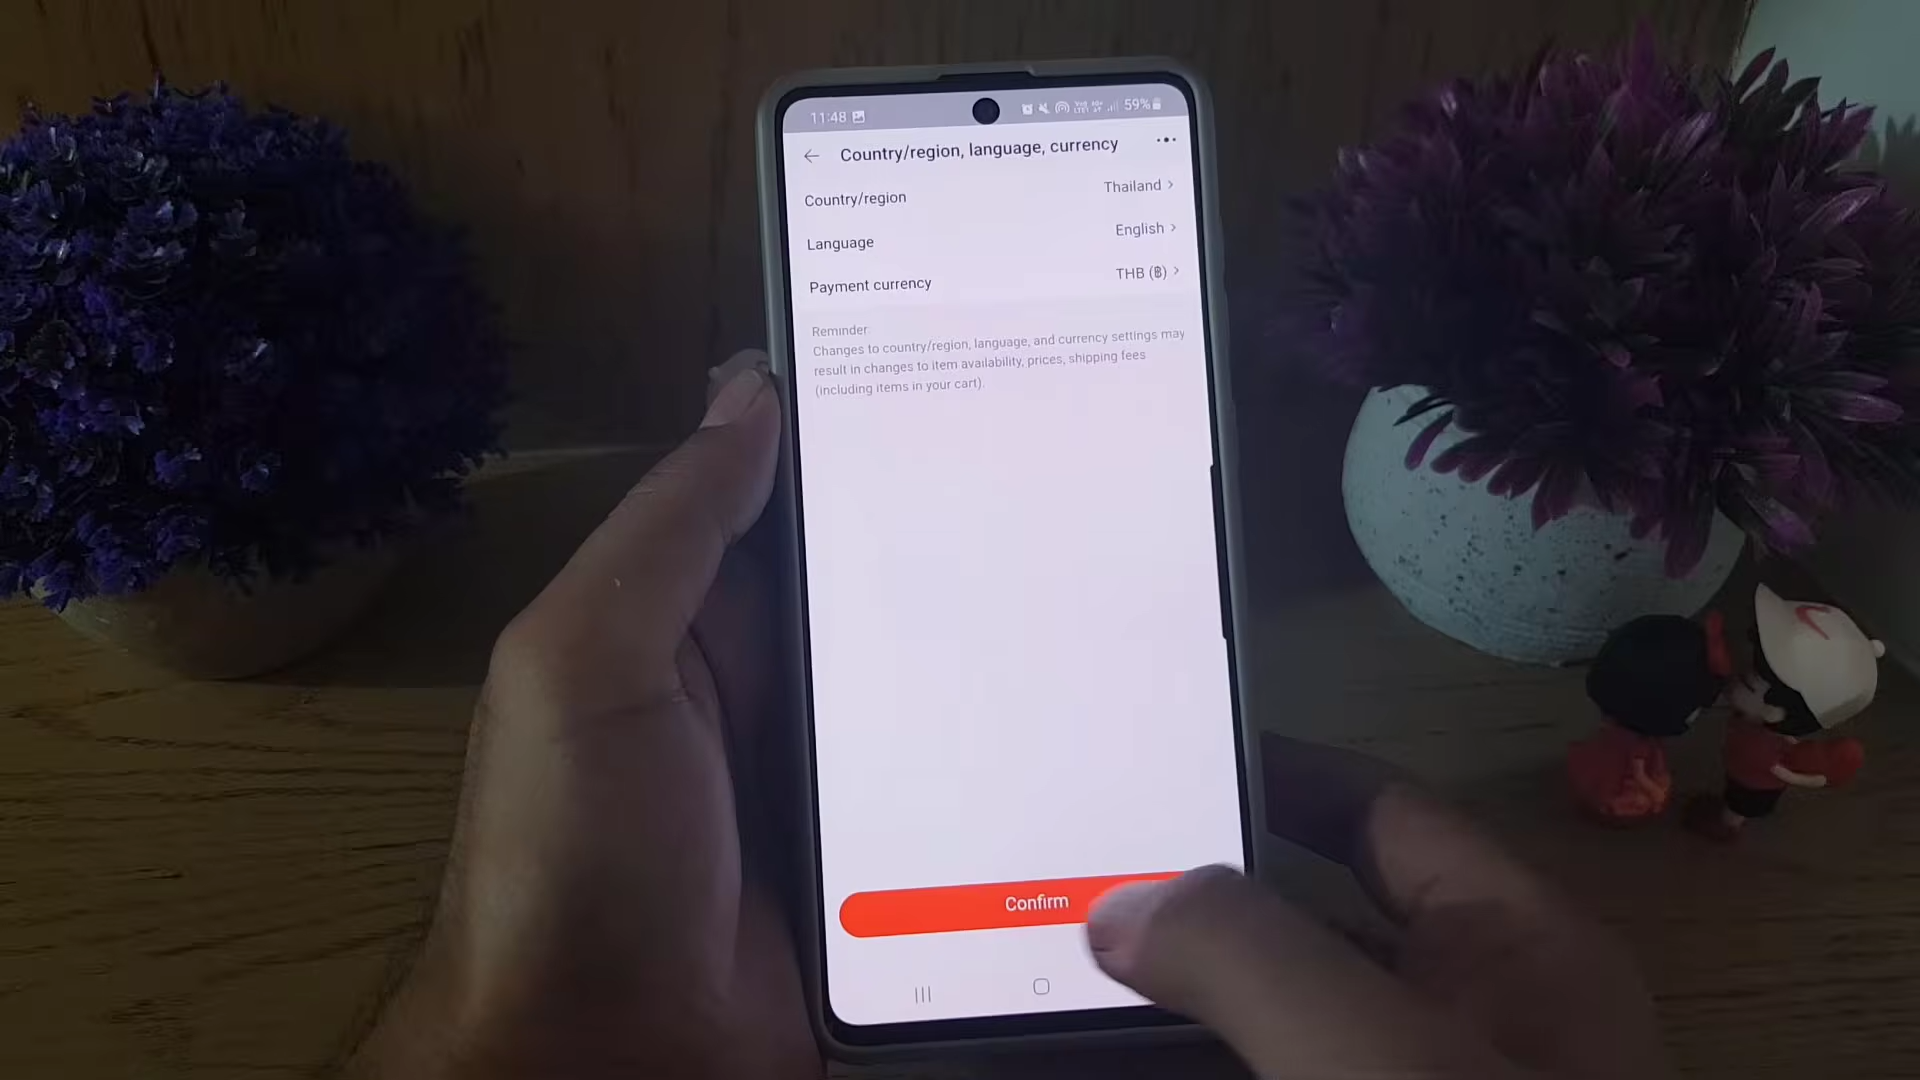 11:48
59%
Country/region, language, currency
Country/region
Thailand
Language
English
Payment currency
THB (฿)
Reminder:
Changes to country/region, language, and currency settings may
result in changes to item availability, prices, shipping fees
(including items in your cart).
Confirm